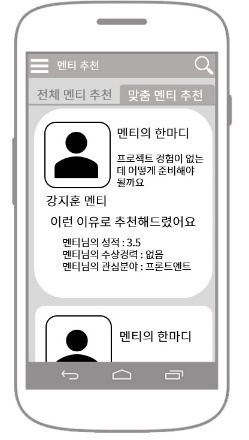 멘티 추천
전체 멘티 추천
맞춤 멘티 추천
멘티의 한마디
프로젝트 경험이 없는
데 어떻게 준비해야
될까요
강지훈 멘티
이런 이유로 추천해드렸어요
멘티님의 성적 : 3.5
멘티님의 수상경력 : 없음
멘티님의 관심분야 : 프론트엔트
멘티의 한마디